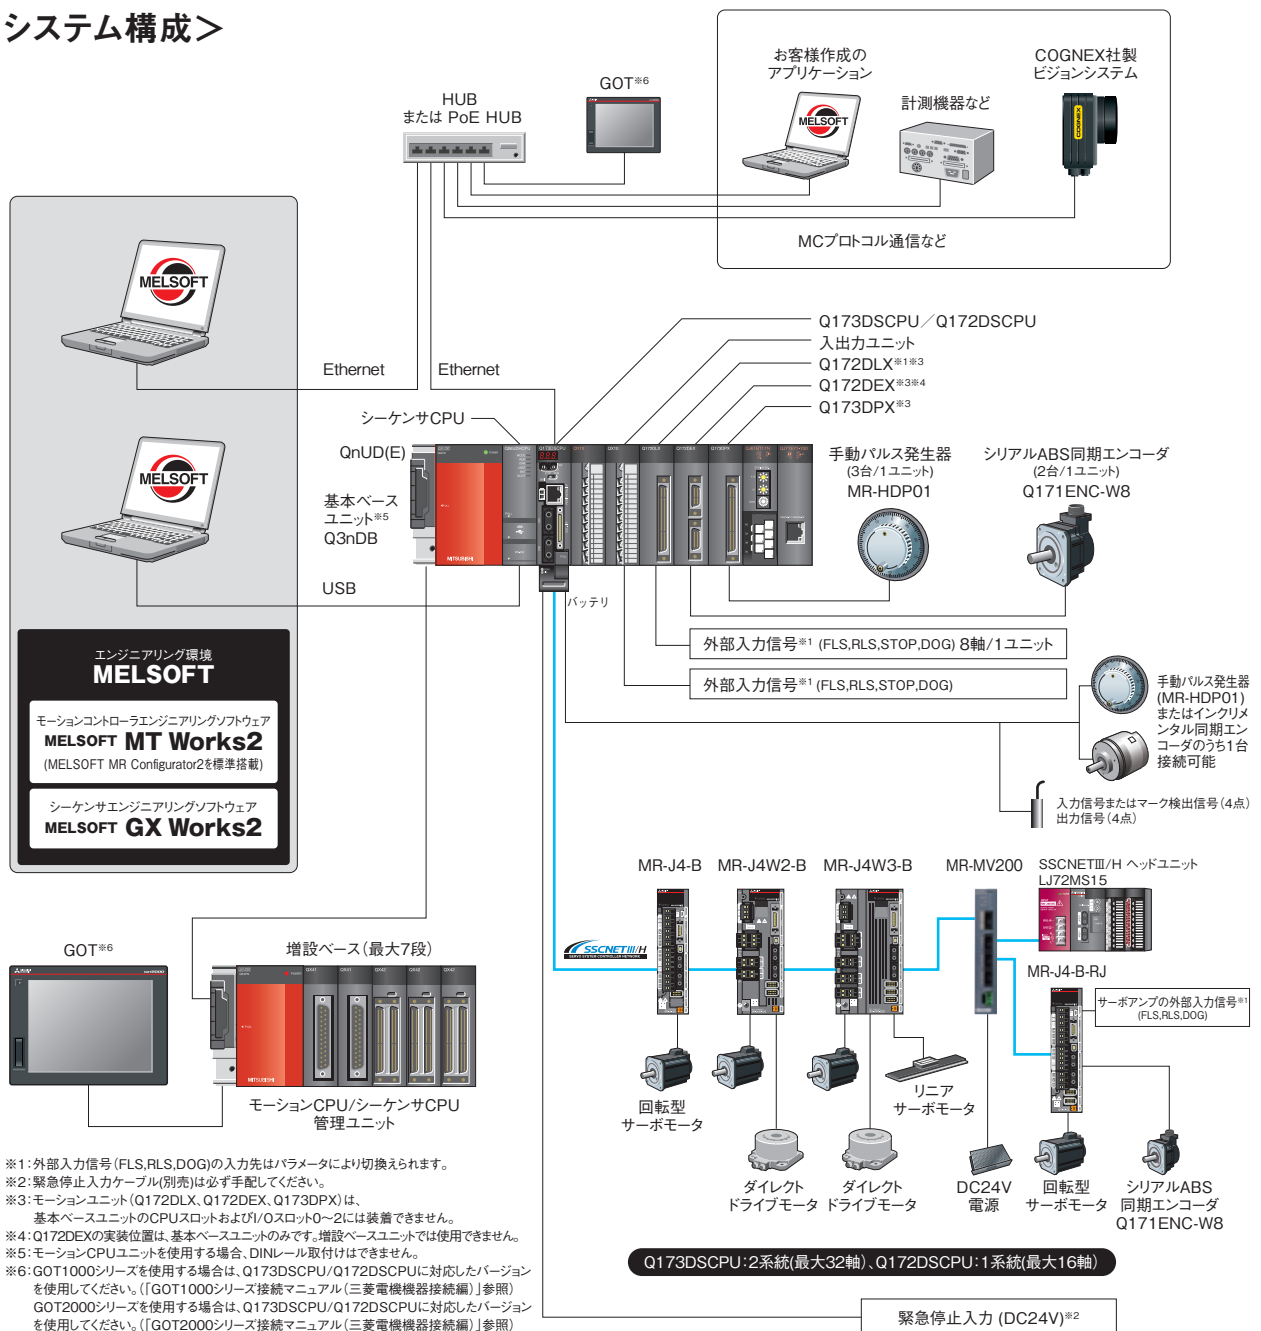 システム構成＞
HUB
または PoE HUB
GOT※6
お客様作成の
アプリケーション
MELSOFT
計測機器など
COGNEX社製
ビジョンシステム
COGNEX
MCプロトコル通信など
MELSOFT
MELSOFT
Ethernet
Ethernet
USB
Q173DSCPU／Q172DSCPU
入出力ユニット
Q172DLX※1※3
Q172DEX※3※4
Q173DPX※3
シーケンサCPU
QnUD(E)
基本ベース
ユニット※5
Q3nDB
MITSUBISHI
バッテリ
手動パルス発生器
(3台/1ユニット)
MR-HDP01
シリアルABS同期エンコーダ
(2台/1ユニット)
Q171ENC-W8
外部入力信号※1 (FLS,RLS,STOP,DOG) 8軸/1ユニット
外部入力信号※1 (FLS,RLS,STOP,DOG)
手動パルス発生器
(MR-HDP01)
またはインクリメ
ンタル同期エン
コーダのうち1台
接続可能
入力信号またはマーク検出信号（4点）
出力信号（4点）
エンジニアリング環境
MELSOFT
モーションコントローラエンジニアリングソフトウェア
MELSOFT MT Works2
(MELSOFT MR Configurator2を標準搭載)
シーケンサエンジニアリングソフトウェア
MELSOFT GX Works2
MR-J4-B
MR-J4W2-B
MR-J4W3-B
MR-MV200
SSCNETⅢ/H ヘッドユニット
LJ72MS15
SSCNETⅢ/H
SERVO SYSTEM CONTROLLER NETWORK
MR-J4-B-RJ
サーボアンプの外部入力信号※1
(FLS,RLS,DOG)
GOT※6
増設ベース（最大7段）
MITSUBISHI
モーションCPU/シーケンサCPU
管理ユニット
回転型
サーボモータ
リニア
サーボモータ
ダイレクト
ドライブモータ
ダイレクト
ドライブモータ
DC24V
電源
回転型
サーボモータ
シリアルABS
同期エンコーダ
Q171ENC-W8
Q173DSCPU：2系統(最大32軸)、Q172DSCPU：1系統(最大16軸)
緊急停止入力 (DC24V)※2
※1：外部入力信号（FLS,RLS,DOG)の入力先はパラメータにより切換えられます。
※2：緊急停止入力ケーブル(別売)は必ず手配してください。
※3：モーションユニット（Q172DLX、Q172DEX、Q173DPX）は、
基本ベースユニットのCPUスロットおよびI/Oスロット0～2には装着できません。
※4：Q172DEXの実装位置は、基本ベースユニットのみです。増設ベースユニットでは使用できません。
※5：モーションCPUユニットを使用する場合、DINレール取付けはできません。
※6：GOT1000シリーズを使用する場合は、Q173DSCPU/Q172DSCPUに対応したバージョン
を使用してください。（「GOT1000シリーズ接続マニュアル（三菱電機機器接続編）」参照）
GOT2000シリーズを使用する場合は、Q173DSCPU/Q172DSCPUに対応したバージョン
を使用してください。（「GOT2000シリーズ接続マニュアル（三菱電機機器接続編）」参照）